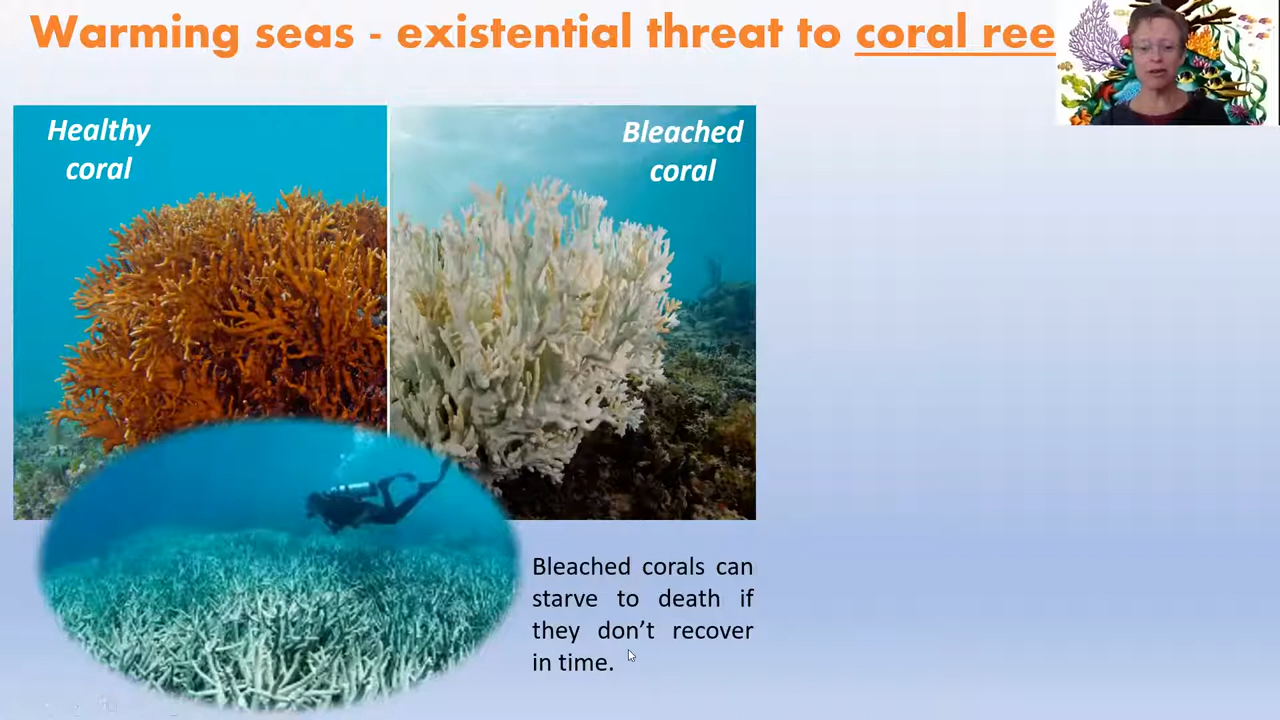 Warming seas - existential threat to coral ree
Healthy
coral
Bleached
coral
Bleached corals can
starve to death if
they don't recover
in time.